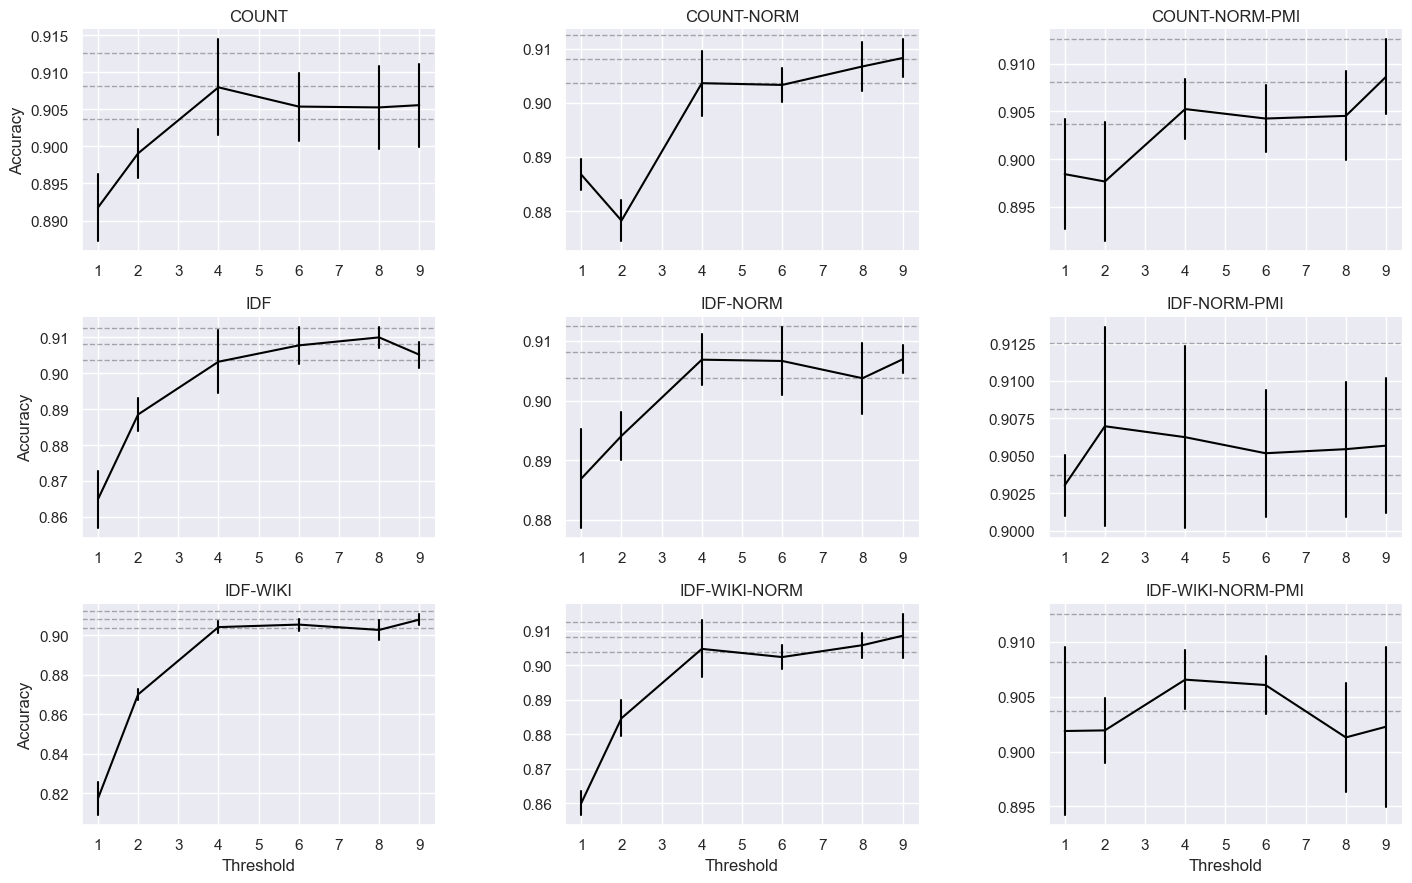 COUNT
COUNT-NORM
COUNT-NORM-PMI
Accuracy
0.915
0.910
0.905
0.900
0.895
0.890
1 2 3 4 5 6 7 8 9
0.91
0.90
0.89
0.88
1 2 3 4 5 6 7 8 9
0.910
0.905
0.900
0.895
1 2 3 4 5 6 7 8 9
IDF
IDF-NORM
IDF-NORM-PMI
Accuracy
0.91
0.90
0.89
0.88
0.87
0.86
1 2 3 4 5 6 7 8 9
0.91
0.90
0.89
0.88
1 2 3 4 5 6 7 8 9
0.9125
0.9100
0.9075
0.9050
0.9025
0.9000
1 2 3 4 5 6 7 8 9
IDF-WIKI
IDF-WIKI-NORM
IDF-WIKI-NORM-PMI
Accuracy
0.90
0.88
0.86
0.84
0.82
1 2 3 4 5 6 7 8 9
Threshold
0.91
0.90
0.89
0.88
0.87
0.86
1 2 3 4 5 6 7 8 9
Threshold
0.910
0.905
0.900
0.895
1 2 3 4 5 6 7 8 9
Threshold